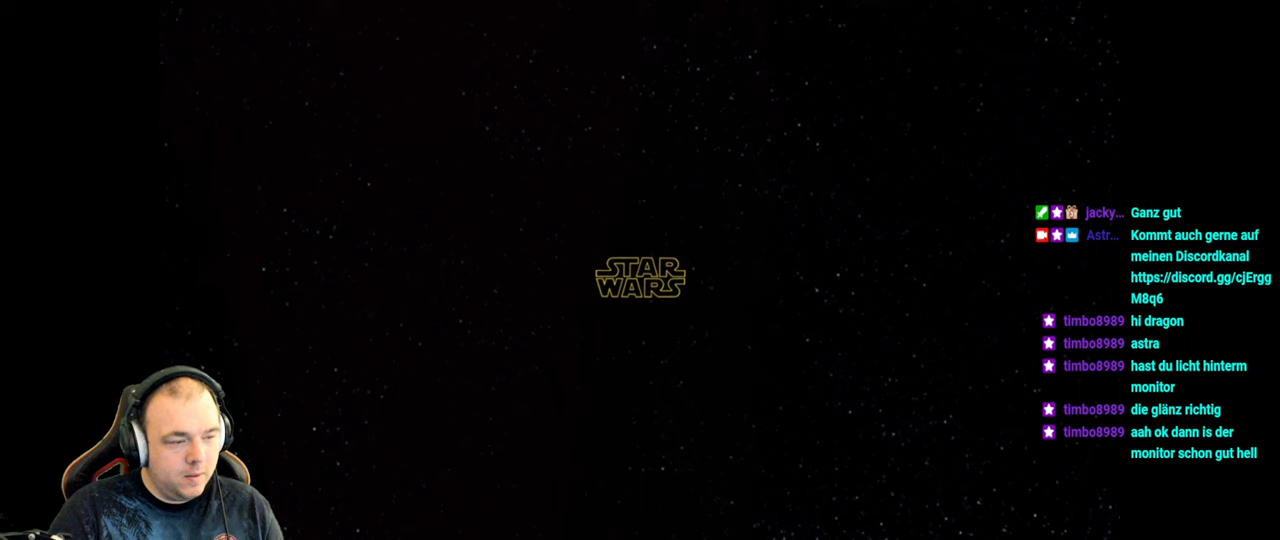 STAR
WARS
jacky... Ganz gut
Astr... Kommt auch gerne auf
meinen Discordkanal
https://discord.gg/cjErgg
M8q6
timbo8989 hi dragon
timbo8989 astra
timbo8989 hast du licht hinterm
monitor
timbo8989 die glänz richtig
timbo8989 aah ok dann is der
monitor schon gut hell